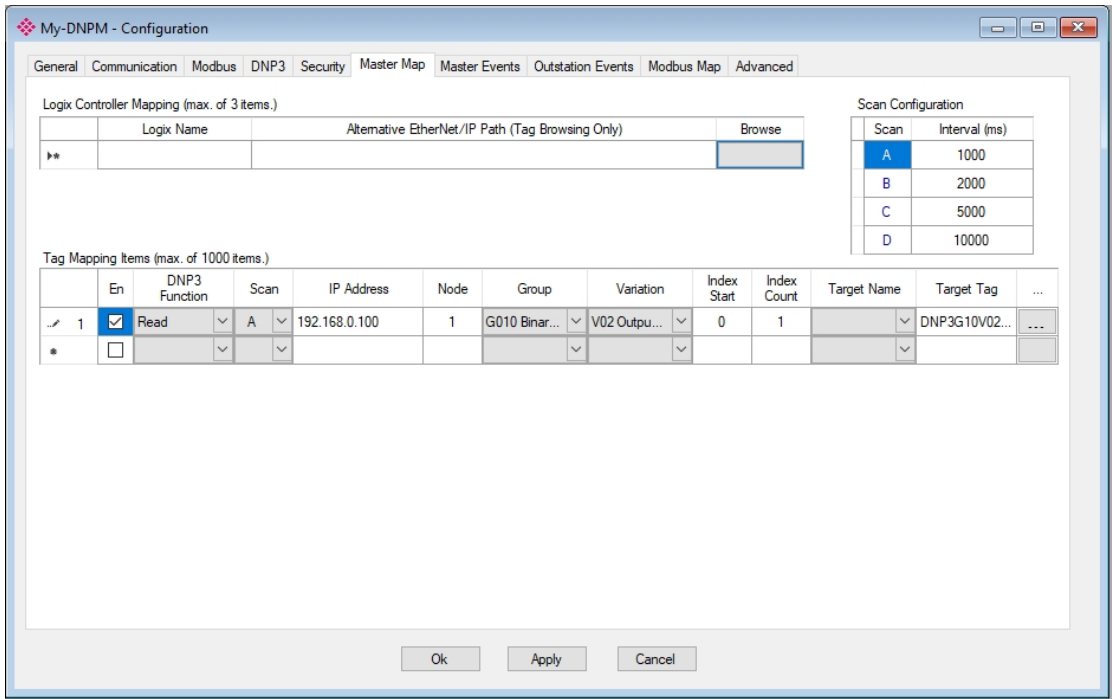 My-DNPM - Configuration
General Communication Modbus DNP3 Security Master Map Master Events Outstation Events Modbus Map Advanced
Logix Controller Mapping (max. of 3 items.)
Logix Name Alternative EtherNet/IP Path (Tag Browsing Only) Browse
Scan Configuration
Scan Interval (ms)
A 1000
B 2000
C 5000
D 10000
Tag Mapping Items (max. of 1000 items.)
En DNP3 Function Scan IP Address Node Group Variation Index Start Index Count Target Name Target Tag ...
1 Read A 192.168.0.100 1 G010 Binar... V02 Outpu... 0 1 DNP3G10V02... ...
Ok Apply Cancel